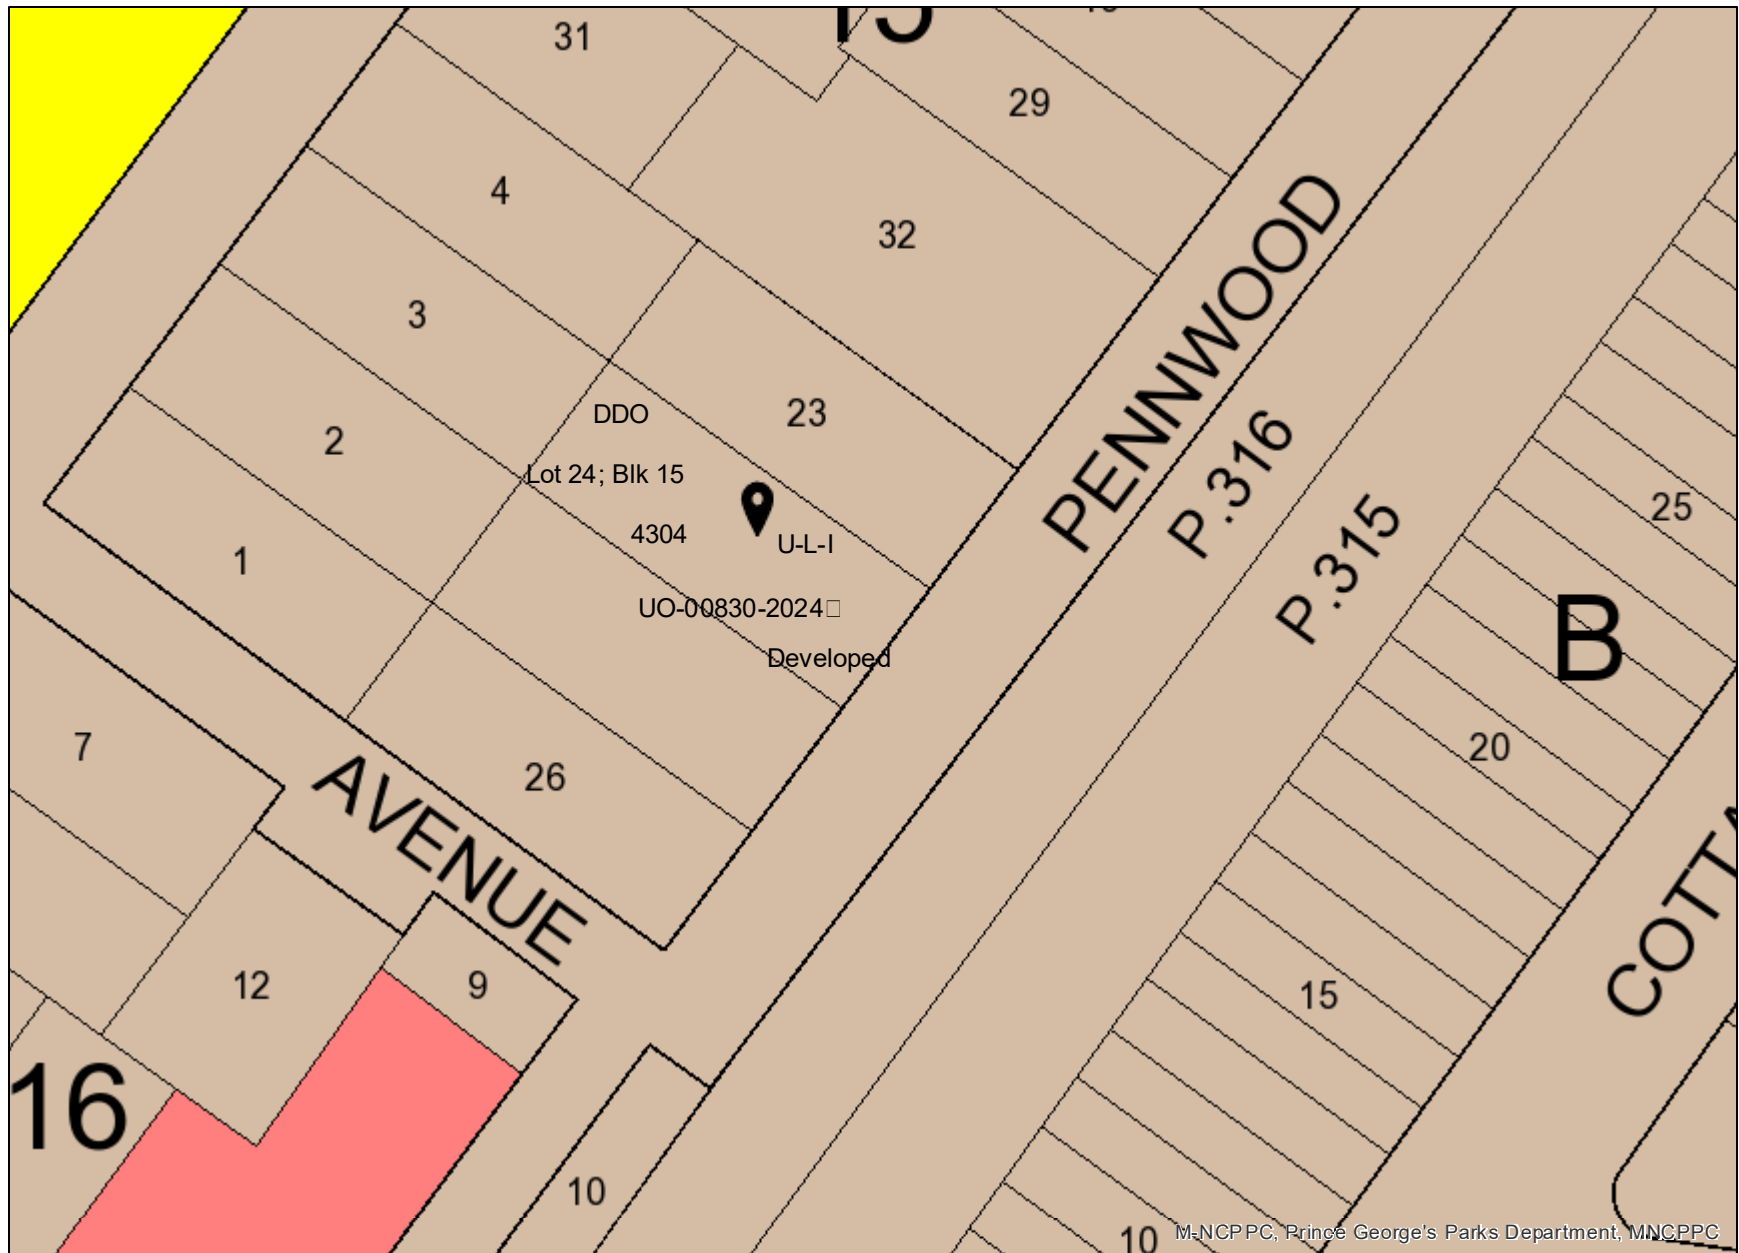 31
29
4
32
PENNWOOD
3
23
DDO
2
P.316
Lot 24; Blk 15
P.315
25
4304
U-L-I
1
UO-00830-2024
B
Developed
7
20
26
AVENUE
12
9
15
16
10
10
M-NCPPC, Prince George's Parks Department, MNCPPC